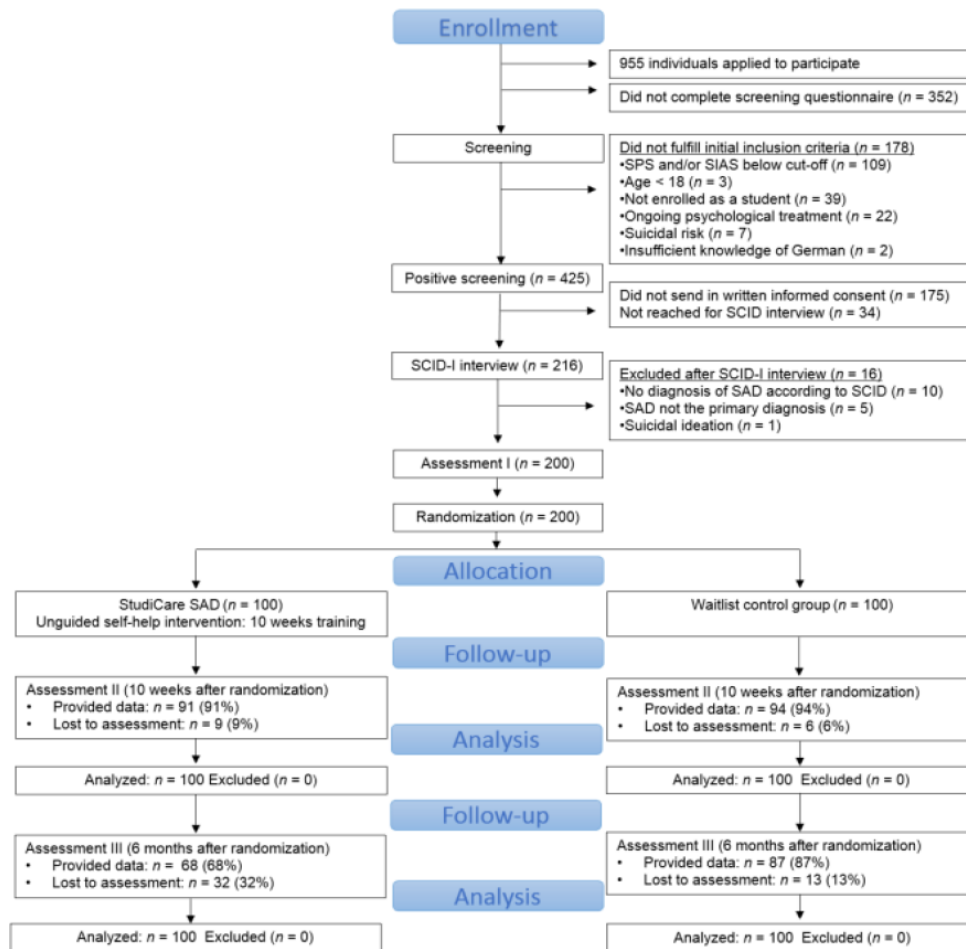 Enrollment
955 individuals applied to participate
Did not complete screening questionnaire (n = 352)
Screening
Did not fulfill initial inclusion criteria (n = 178)
•SPS and/or SIAS below cut-off (n = 109)
•Age < 18 (n = 3)
•Not enrolled as a student (n = 39)
•Ongoing psychological treatment (n = 22)
•Suicidal risk (n = 7)
•Insufficient knowledge of German (n = 2)
Positive screening (n = 425)
Did not send in written informed consent (n = 175)
Not reached for SCID interview (n = 34)
SCID-I interview (n = 216)
Excluded after SCID-I interview (n = 16)
•No diagnosis of SAD according to SCID (n = 10)
•SAD not the primary diagnosis (n = 5)
•Suicidal ideation (n = 1)
Assessment I (n = 200)
Randomization (n = 200)
Allocation
StudiCare SAD (n = 100)
Unguided self-help intervention: 10 weeks training
Waitlist control group (n = 100)
Follow-up
Assessment II (10 weeks after randomization)
• Provided data: n = 91 (91%)
• Lost to assessment: n = 9 (9%)
Assessment II (10 weeks after randomization)
• Provided data: n = 94 (94%)
• Lost to assessment: n = 6 (6%)
Analysis
Analyzed: n = 100 Excluded (n = 0)
Analyzed: n = 100 Excluded (n = 0)
Follow-up
Assessment III (6 months after randomization)
• Provided data: n = 68 (68%)
• Lost to assessment: n = 32 (32%)
Assessment III (6 months after randomization)
• Provided data: n = 87 (87%)
• Lost to assessment: n = 13 (13%)
Analysis
Analyzed: n = 100 Excluded (n = 0)
Analyzed: n = 100 Excluded (n = 0)